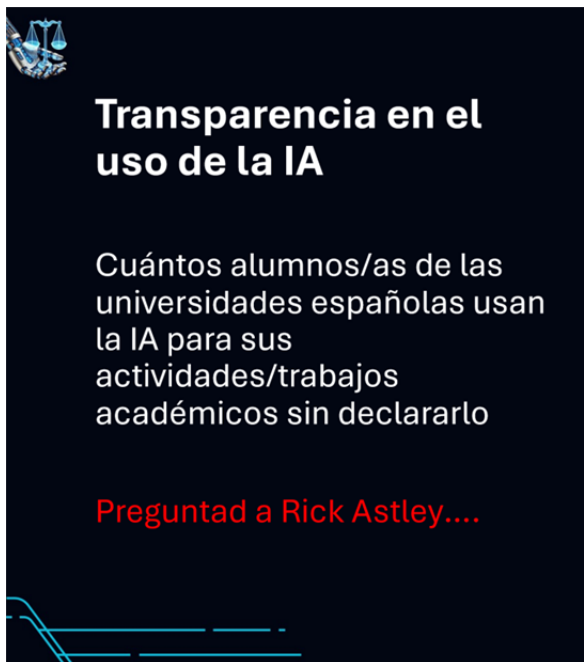 Transparencia en el
uso de la IA
Cuántos alumnos/as de las
universidades españolas usan
la IA para sus
actividades/trabajos
académicos sin declararlo
Preguntad a Rick Astley....